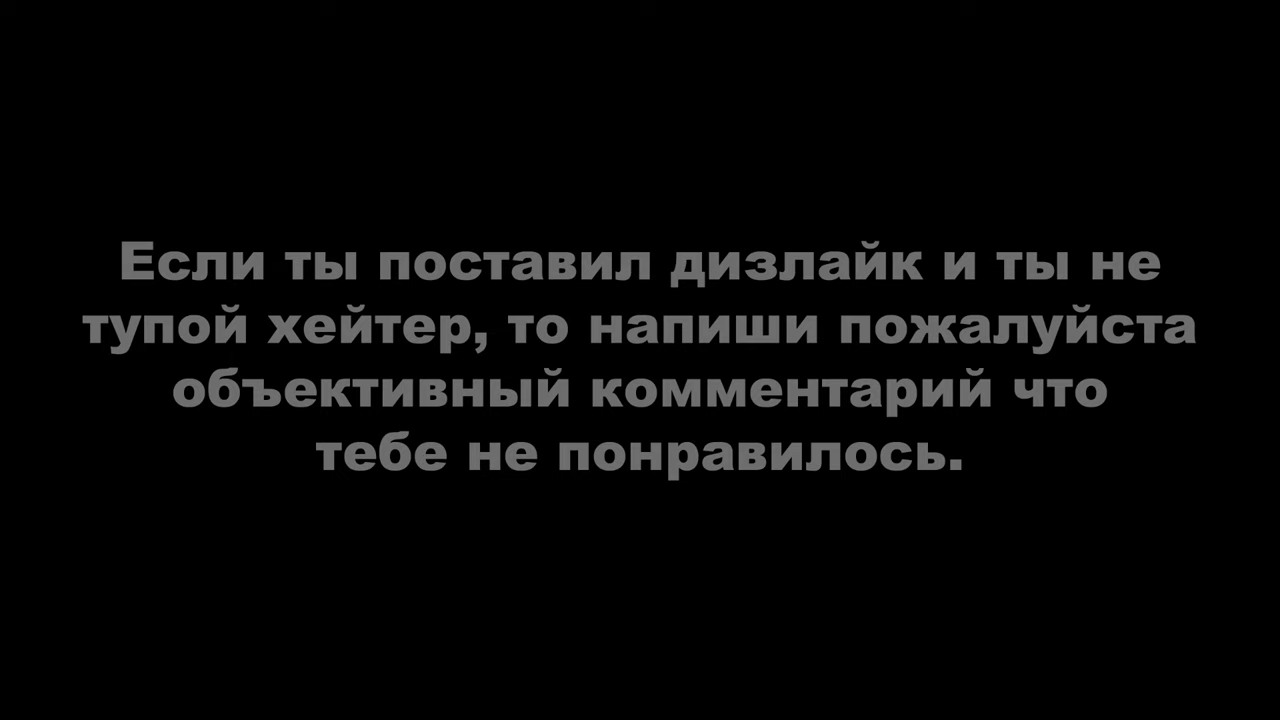 Если ты поставил дизлайк и ты не
тупой хейтер, то напиши пожалуйста
объективный комментарий что
тебе не понравилось.